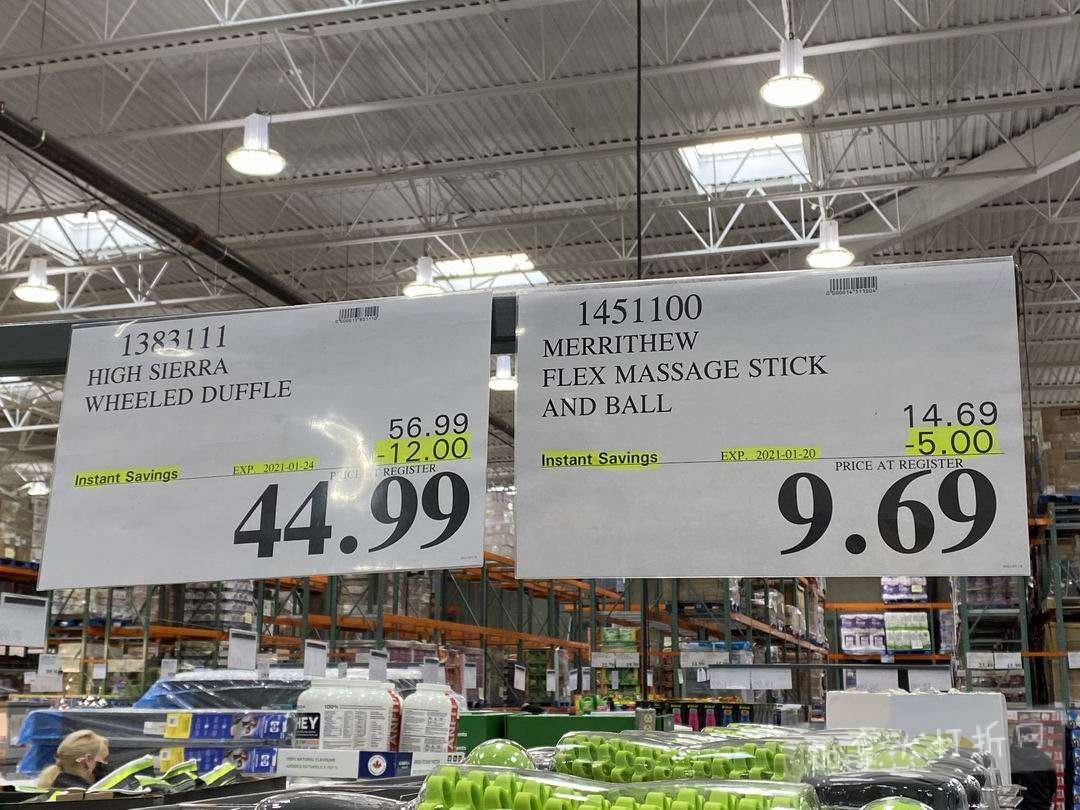 1383111
HIGH SIERRA
WHEELED DUFFLE
56.99
-12.00
Instant Savings
EXP. 2021-01-24
PRICE AT REGISTER
44.99
1451100
MERRITHEW
FLEX MASSAGE STICK
AND BALL
14.69
-5.00
Instant Savings
EXP. 2021-01-20
PRICE AT REGISTER
9.69
100%